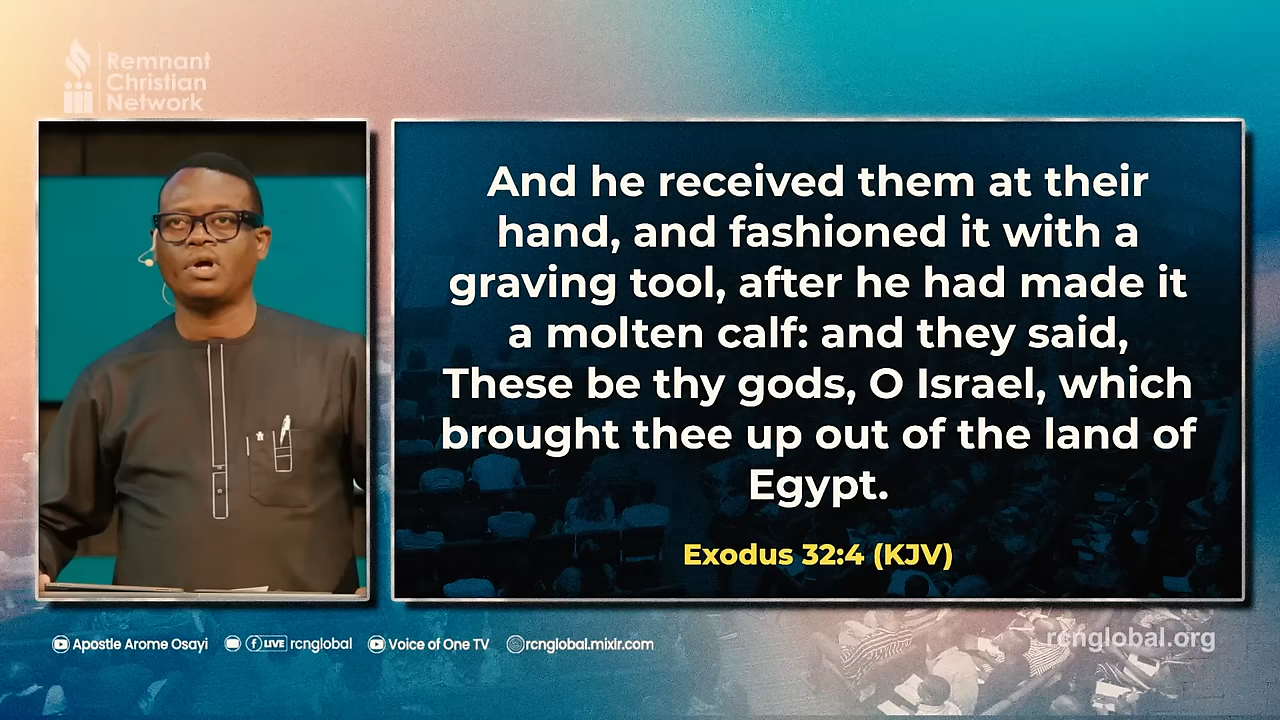 Remnant
Christian
Network
And he received them at their
hand, and fashioned it with a
graving tool, after he had made it
a molten calf: and they said,
These be thy gods, O Israel, which
brought thee up out of the land of
Egypt.
Exodus 32:4 (KJV)
Apostle Arome Osayi LIVE rcnglobal Voice of One TV rcnglobal.mixlr.com
rcnglobal.org